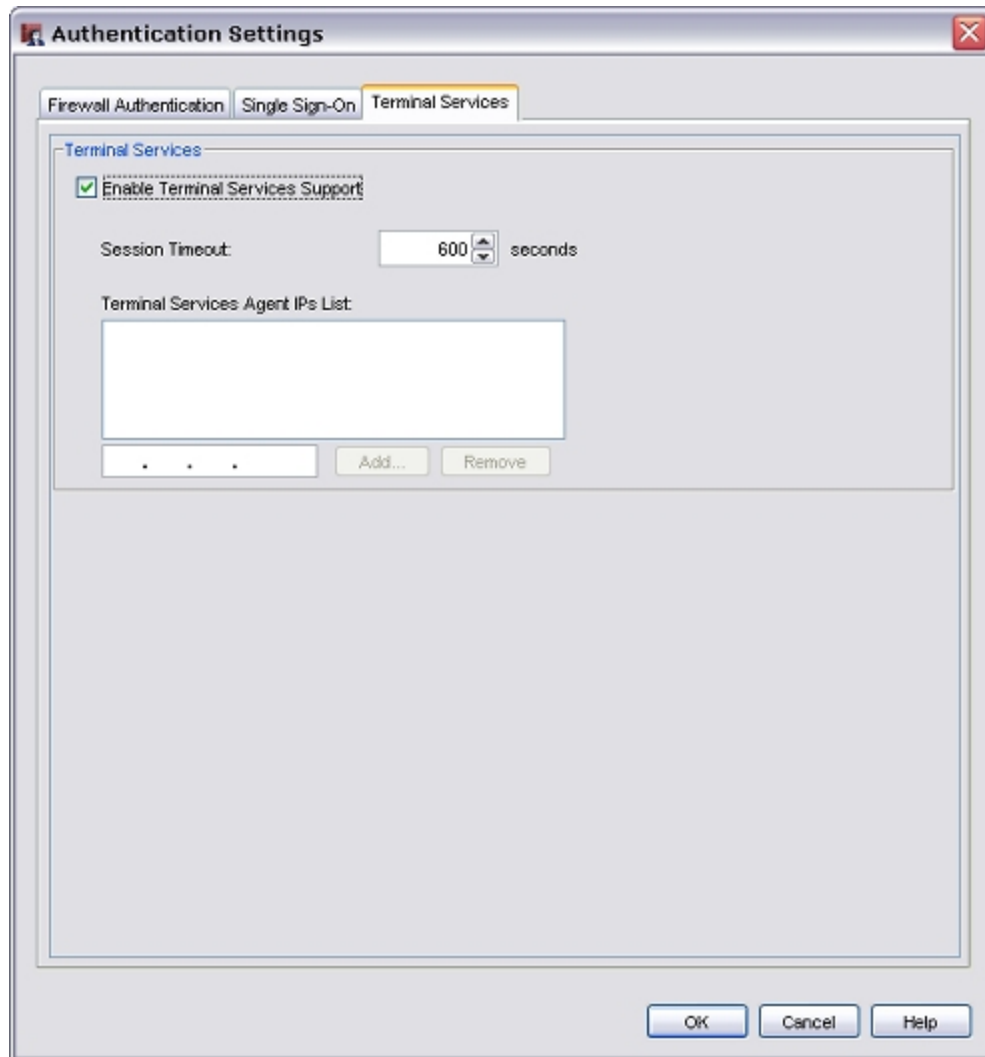 Authentication Settings
Firewall Authentication
Single Sign-On
Terminal Services
Terminal Services
Enable Terminal Services Support
Session Timeout:
600
seconds
Terminal Services Agent IPs List:
. . .
Add...
Remove
OK
Cancel
Help